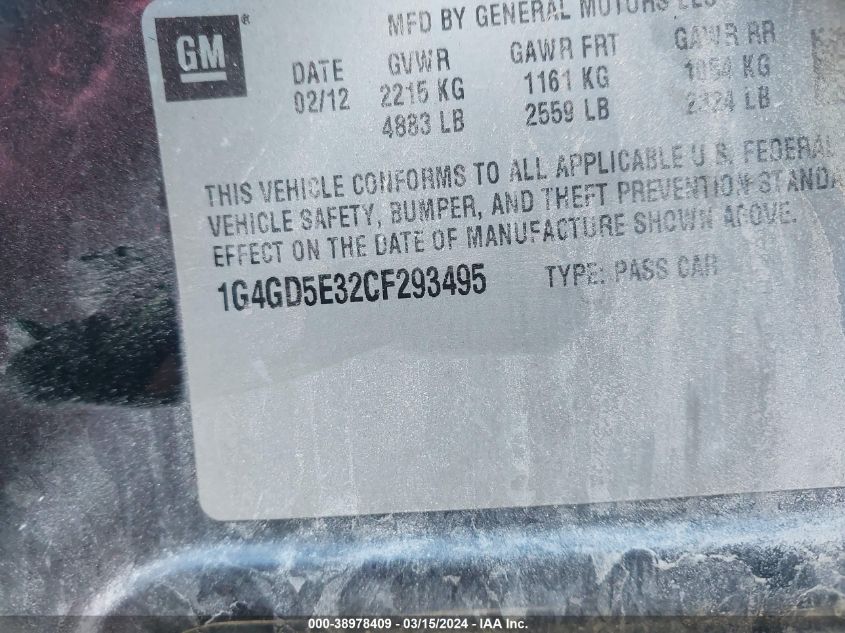 GM
®
MFD BY GENERAL MOTORS LLC
DATE GVWR GAWR FRT GAWR RR
02/12 2215 KG 1161 KG 1054 KG
4883 LB 2559 LB 2324 LB
THIS VEHICLE CONFORMS TO ALL APPLICABLE U.S. FEDERAL
VEHICLE SAFETY, BUMPER, AND THEFT PREVENTION STANDA
EFFECT ON THE DATE OF MANUFACTURE SHOWN ABOVE.
1G4GD5E32CF293495 TYPE: PASS CAR
000-38978409 - 03/15/2024 - IAA Inc.